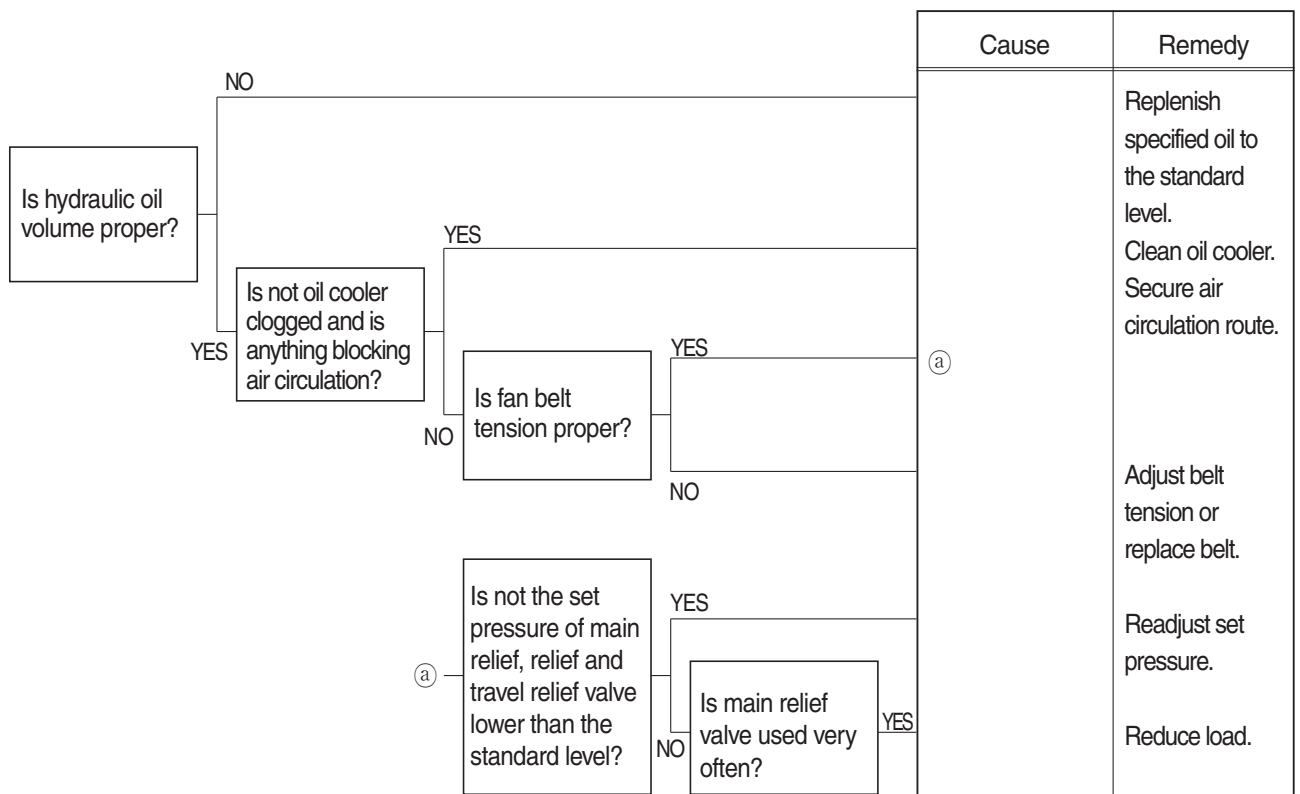 Cause
Remedy
NO
Replenish
specified oil to
the standard
level.
Is hydraulic oil
volume proper?
YES
Clean oil cooler.
Secure air
circulation route.
YES
Is not oil cooler
clogged and is
anything blocking
air circulation?
YES
ⓐ
NO
Is fan belt
tension proper?
NO
Adjust belt
tension or
replace belt.
ⓐ
Is not the set
pressure of main
relief, relief and
travel relief valve
lower than the
standard level?
YES
Readjust set
pressure.
NO
Is main relief
valve used very
often?
YES
Reduce load.